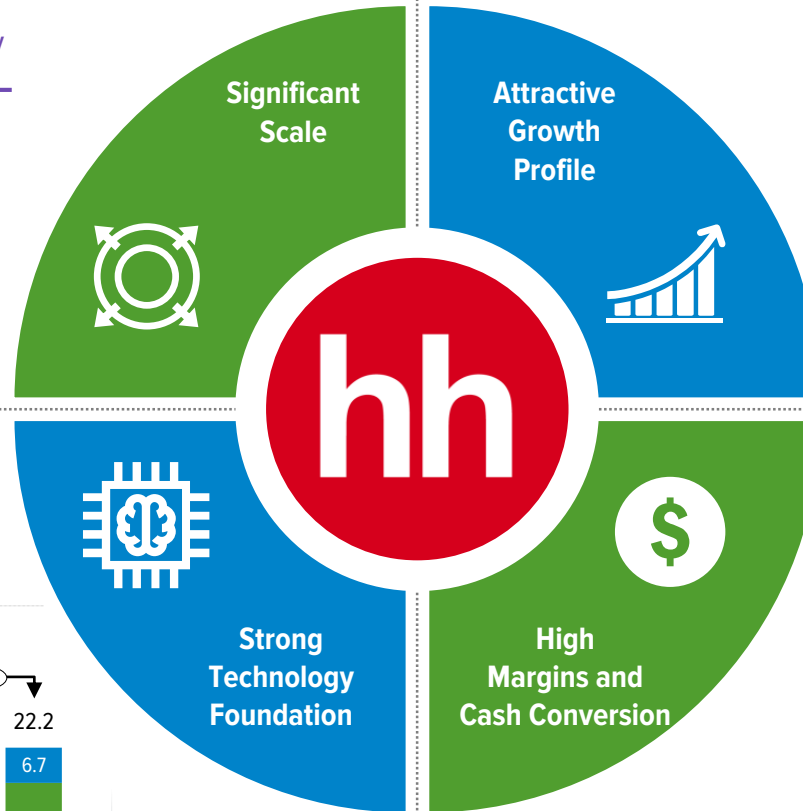 Significant
Scale
Attractive
Growth
Profile
hh
$
Strong
Technology
Foundation
High
Margins and
Cash Conversion
22.2
6.7